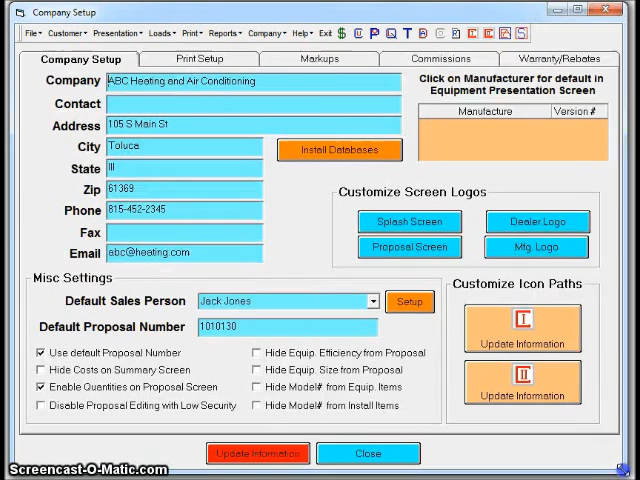 Company Setup
File Customer Presentation Loads Print Reports Company Help Exit $ U P Q T
Company Setup Print Setup Markups Commissions Warranty/Rebates
Company ABC Heating and Air Conditioning
Contact
Address 105 S Main St
City Toluca
State Ill
Zip 61369
Phone 815-452-2345
Fax
Email abc@heating.com
Install Databases
Click on Manufacturer for default in
Equipment Presentation Screen
Manufacture Version #
Customize Screen Logos
Splash Screen Dealer Logo
Proposal Screen Mfg. Logo
Misc Settings
Default Sales Person Jack Jones Setup
Default Proposal Number 1010130
Use default Proposal Number Hide Equip. Efficiency from Proposal
Hide Costs on Summary Screen Hide Equip. Size from Proposal
Enable Quantities on Proposal Screen Hide Model# from Equip. Items
Disable Proposal Editing with Low Security Hide Model# from Install Items
Customize Icon Paths
I
Update Information
II
Update Information
Update Information Close
Screencast-O-Matic.com